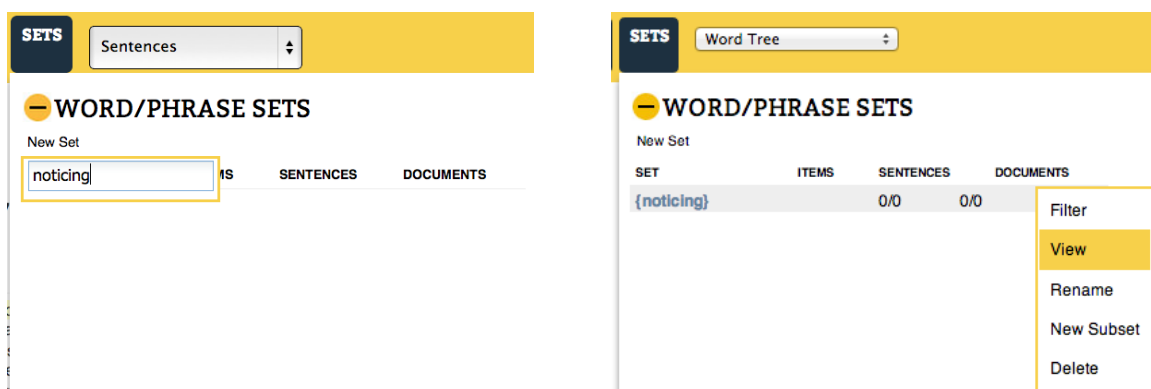 SETS
Sentences
WORD/PHRASE SETS
New Set
noticing
MS SENTENCES DOCUMENTS
SETS
Word Tree
WORD/PHRASE SETS
New Set
SET ITEMS SENTENCES DOCUMENTS
{noticing} 0/0 0/0
Filter
View
Rename
New Subset
Delete